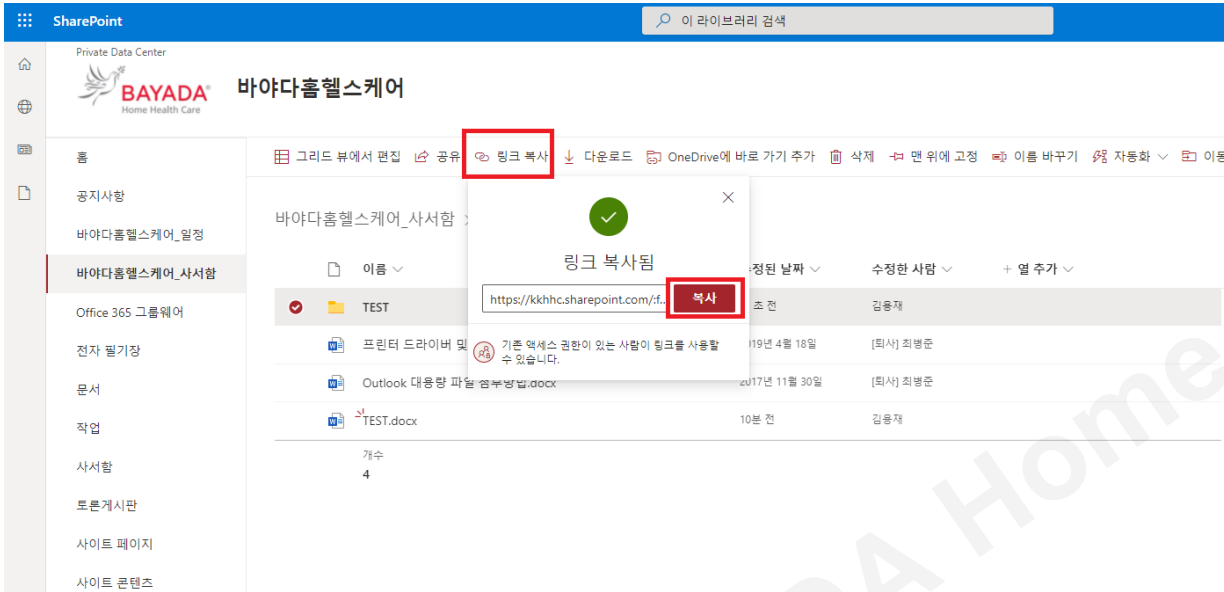 SharePoint
이 라이브러리 검색
Private Data Center
BAYADA
Home Health Care
바야다홈헬스케어
홈
공지사항
바야다홈헬스케어_일정
바야다홈헬스케어_사서함
Office 365 그룹웨어
전자 필기장
문서
작업
사서함
토론게시판
사이트 페이지
사이트 콘텐츠
그리드 뷰에서 편집 공유 링크 복사 다운로드 OneDrive에 바로 가기 추가 삭제 맨 위에 고정 이름 바꾸기 자동화 이동
바야다홈헬스케어_사서함 >
링크 복사됨
https://kkhhc.sharepoint.com/:f... 복사
기존 액세스 권한이 있는 사람이 링크를 사용할
수 있습니다.
이름 수정된 날짜 수정한 사람 + 열 추가
TEST 초 전 김용재
프린터 드라이버 및 019년 4월 18일 [퇴사] 최병준
Outlook 대용량 파일 첨부방법.docx 2017년 11월 30일 [퇴사] 최병준
TEST.docx 10분 전 김용재
개수
4
DA Home